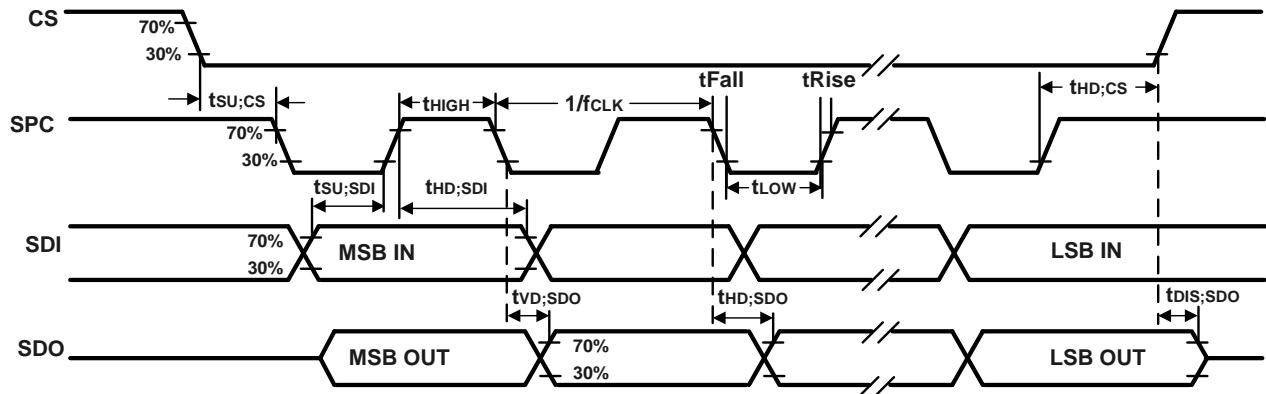 CS
70%
30%
tFall
tRise
tSU;CS
tHIGH
1/fCLK
tHD;CS
SPC
70%
30%
tSU;SDI
tHD;SDI
tLOW
SDI
70%
30%
MSB IN
LSB IN
tVD;SDO
tHD;SDO
tDIS;SDO
SDO
MSB OUT
70%
30%
LSB OUT